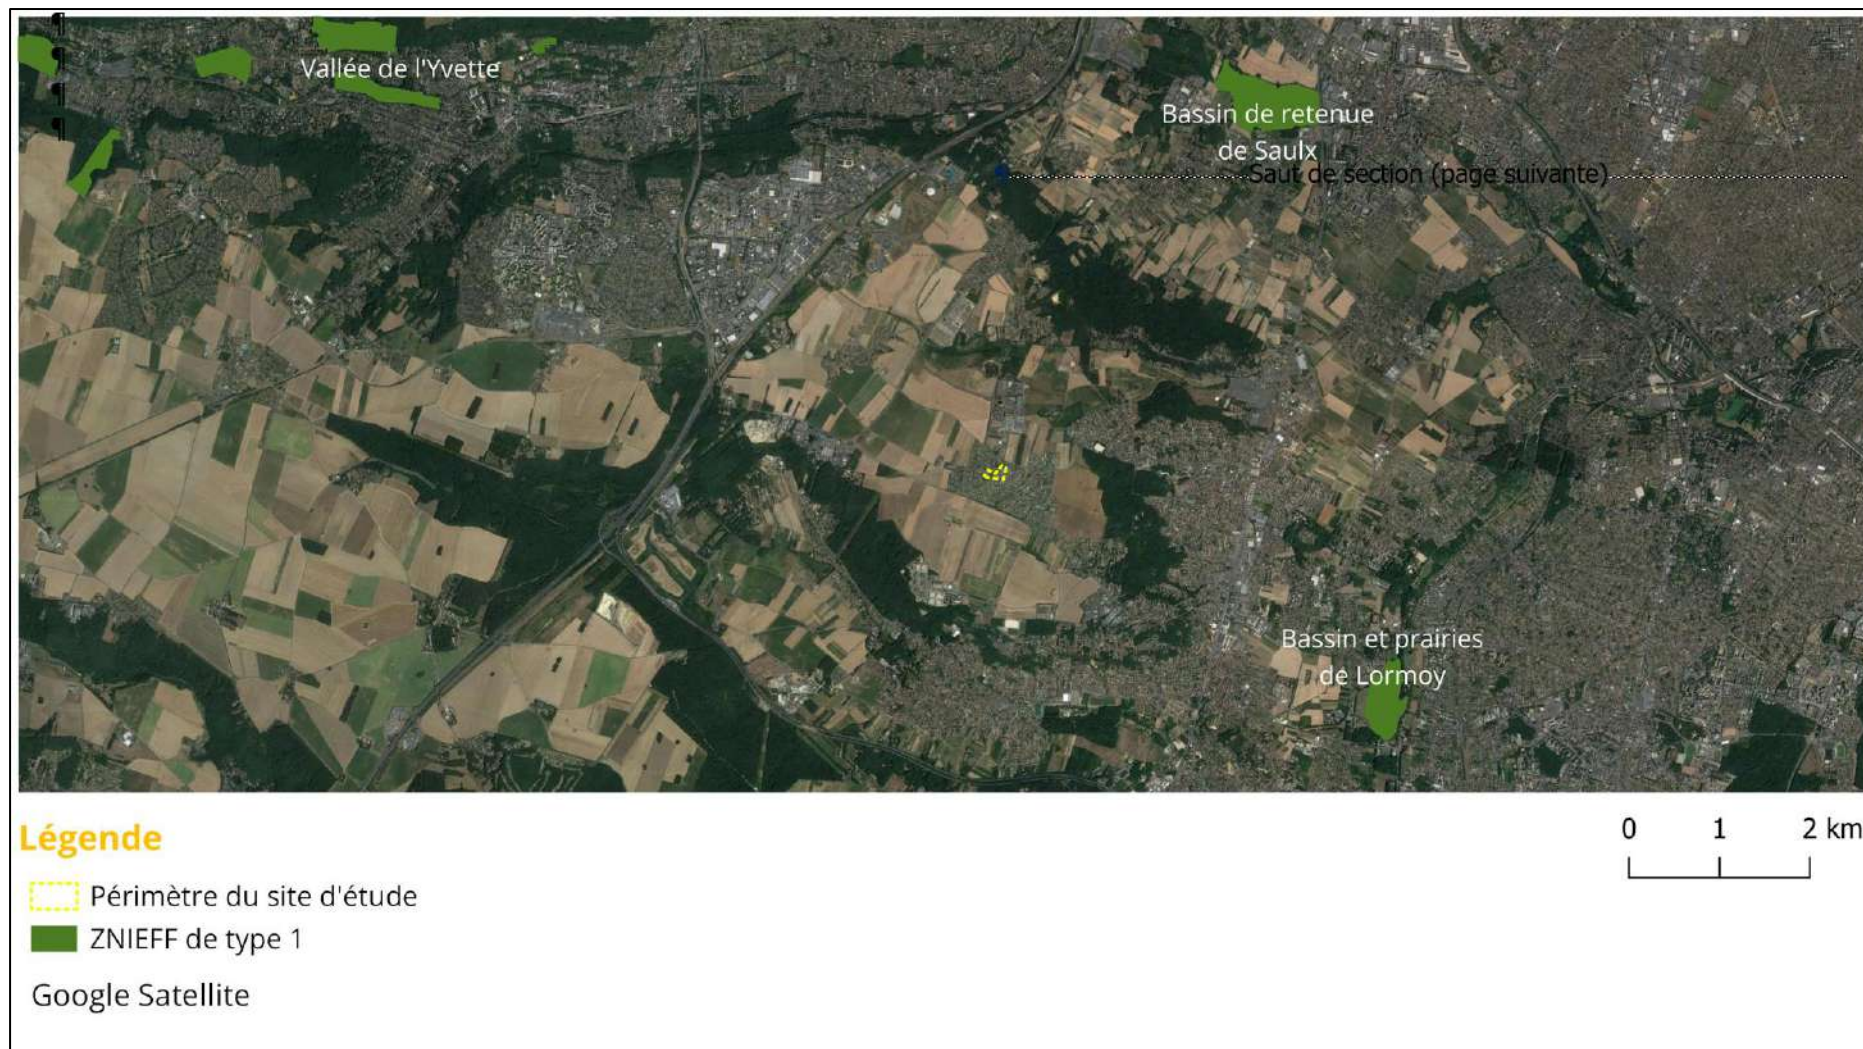 ¶
¶
¶
¶
Vallée de l'Yvette
Bassin de retenue
de Saulx
Saut de section (page suivante)
Bassin et prairies
de Lormoy
Légende
0 1 2 km
Périmètre du site d'étude
ZNIEFF de type 1
Google Satellite